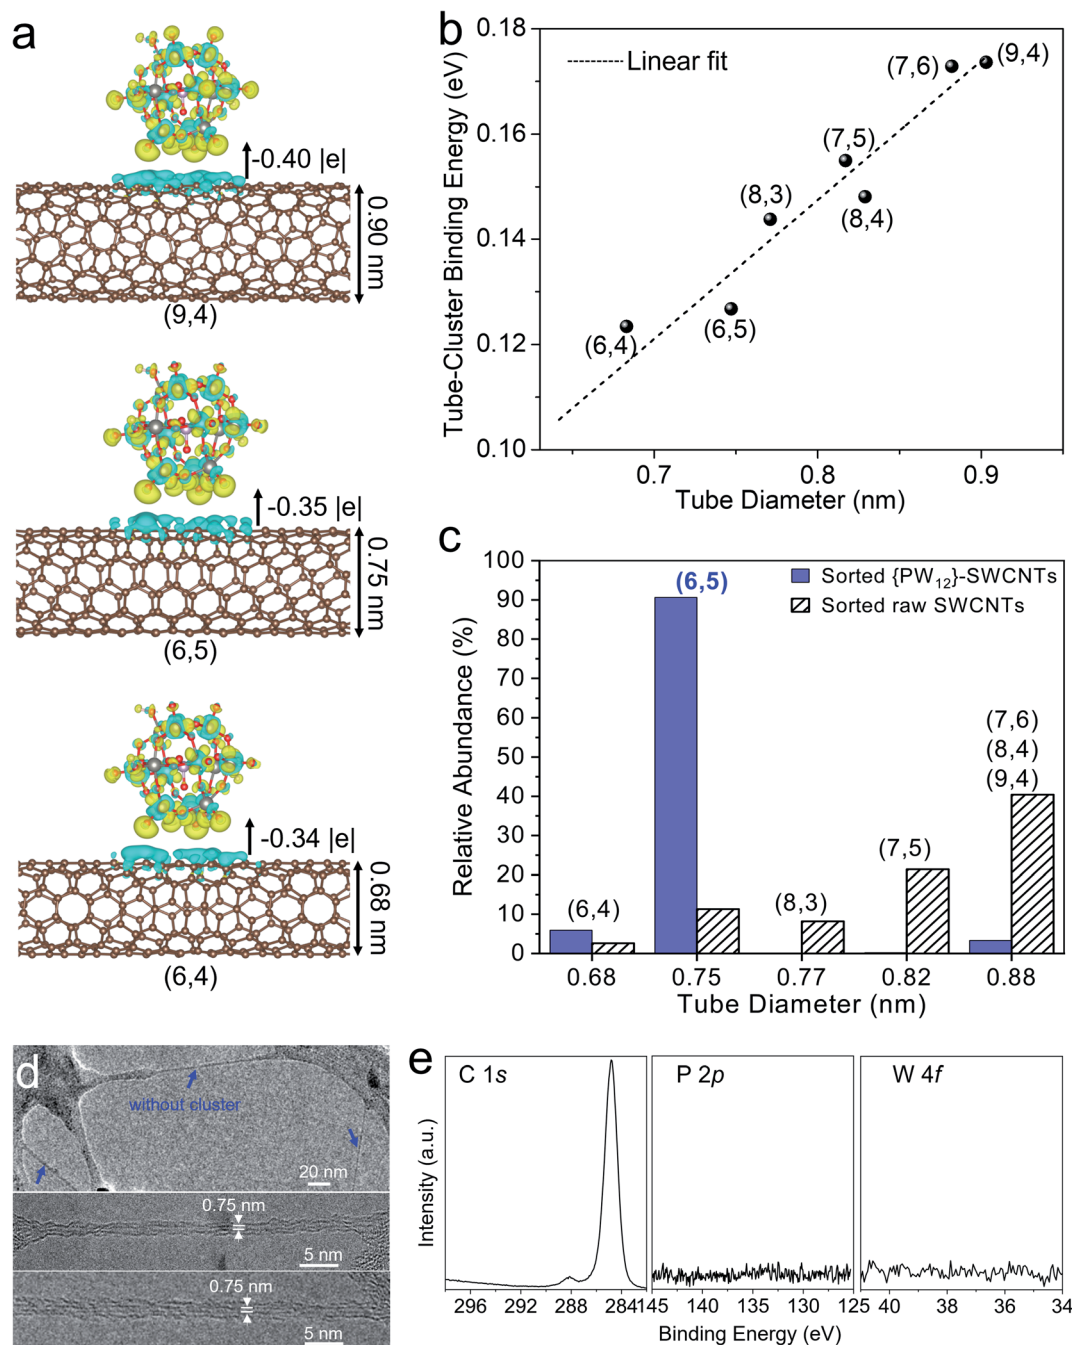 a
-0.40 |e|
0.90 nm
(9,4)
-0.35 |e|
0.75 nm
(6,5)
-0.34 |e|
0.68 nm
(6,4)
b
0.18
0.16
0.14
0.12
0.10
Tube-Cluster Binding Energy (eV)
Linear fit
(7,6)
(9,4)
(7,5)
(8,3)
(8,4)
(6,4)
(6,5)
0.7 0.8 0.9
Tube Diameter (nm)
c
100
90
80
70
60
50
40
30
20
10
0
Relative Abundance (%)
Sorted {PW12}-SWCNTs
Sorted raw SWCNTs
(6,5)
(7,6)
(8,4)
(9,4)
(7,5)
(6,4)
(8,3)
0.68 0.75 0.77 0.82 0.88
Tube Diameter (nm)
d
without cluster
20 nm
0.75 nm
5 nm
0.75 nm
5 nm
e
C 1s
P 2p
W 4f
Intensity (a.u.)
296 292 288 284 145 140 135 130 125 40 38 36 34
Binding Energy (eV)